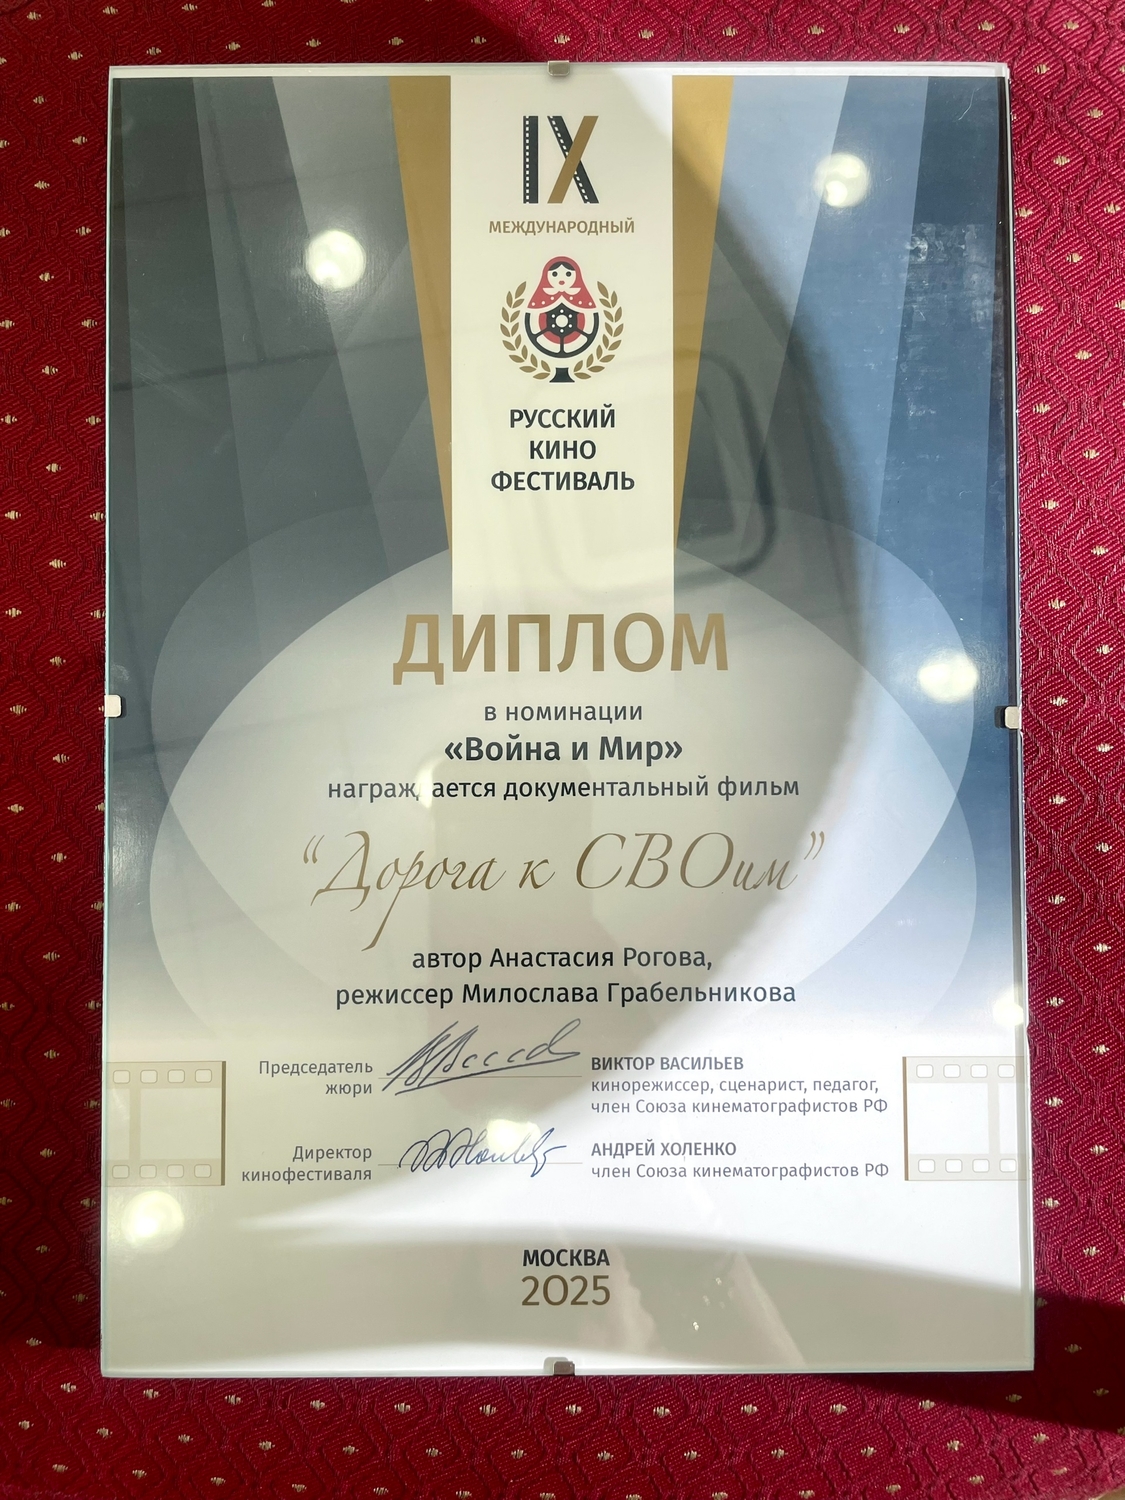 IX
МЕЖДУНАРОДНЫЙ
РУССКИЙ
КИНО
ФЕСТИВАЛЬ
ДИПЛОМ
в номинации
«Война и Мир»
награждается документальный фильм
“Дорога к СВОим”
автор Анастасия Рогова,
режиссер Милослава Грабельникова
Председатель
жюри
ВИКТОР ВАСИЛЬЕВ
кинорежиссер, сценарист, педагог,
член Союза кинематографистов РФ
Директор
кинофестиваля
АНДРЕЙ ХОЛЕНКО
член Союза кинематографистов РФ
МОСКВА
2025